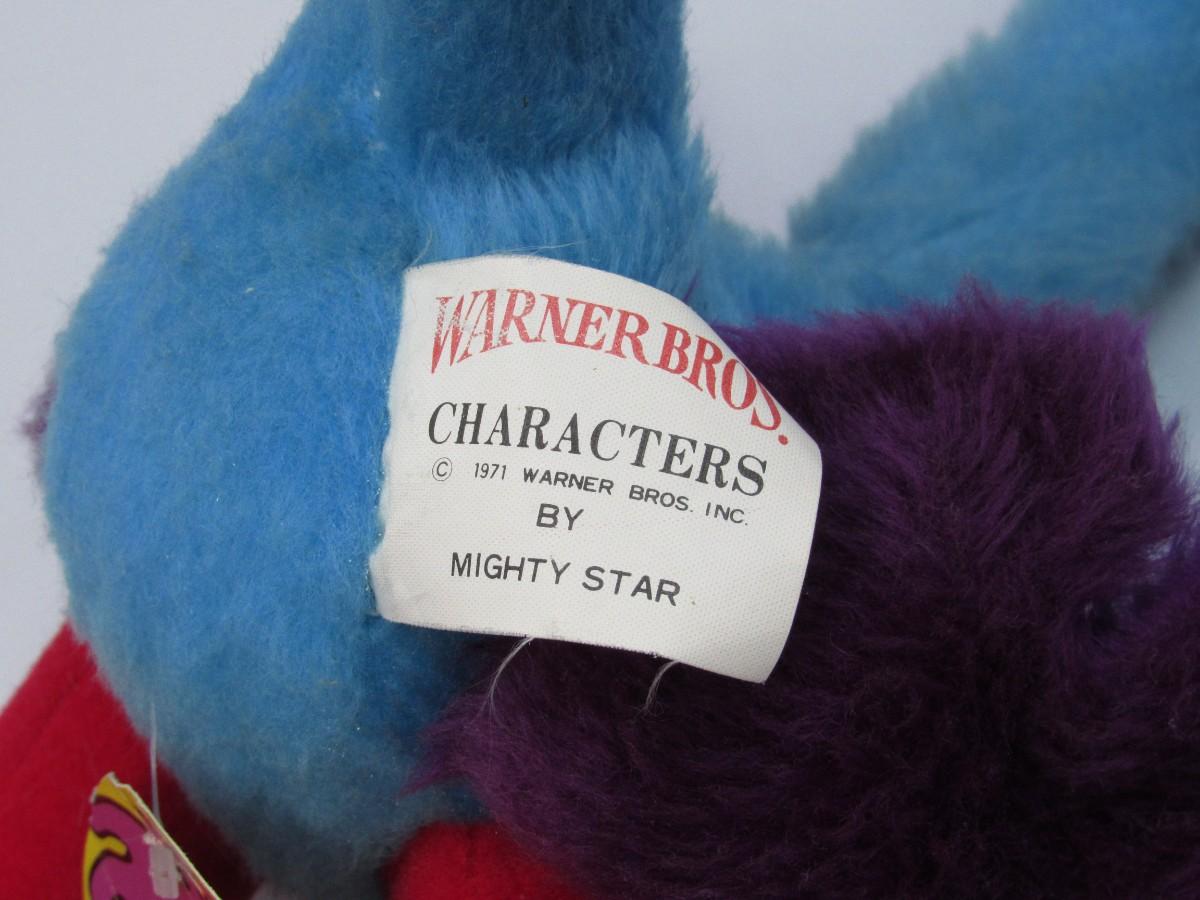 WARNER BROS.
CHARACTERS
© 1971 WARNER BROS. INC.
BY
MIGHTY STAR